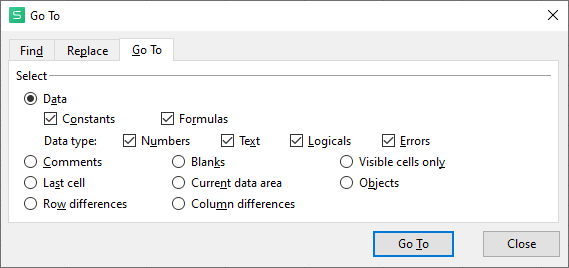 Go To
Find Replace Go To
Select
Data
Constants Formulas
Data type: Numbers Text Logicals Errors
Comments Blanks Visible cells only
Last cell Current data area Objects
Row differences Column differences
Go To Close